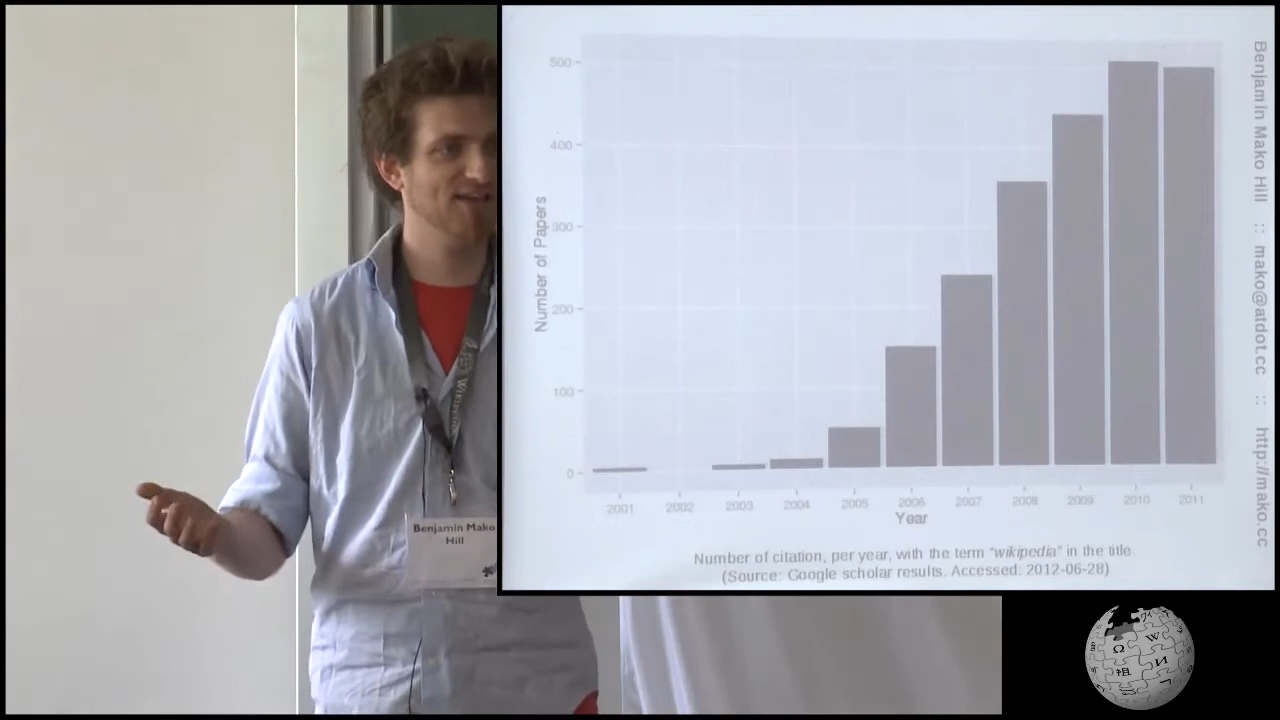 Benjamin Mako
Hill
500
400
300
200
100
0
Number of Papers
2001 2002 2003 2004 2005 2006 2007 2008 2009 2010 2011
Year
Number of citation, per year, with the term "wikipedia" in the title.
(Source: Google scholar results. Accessed: 2012-06-28)
Benjamin Mako Hill :: mako@atdot.cc :: http://mako.cc
Ω W И 祖